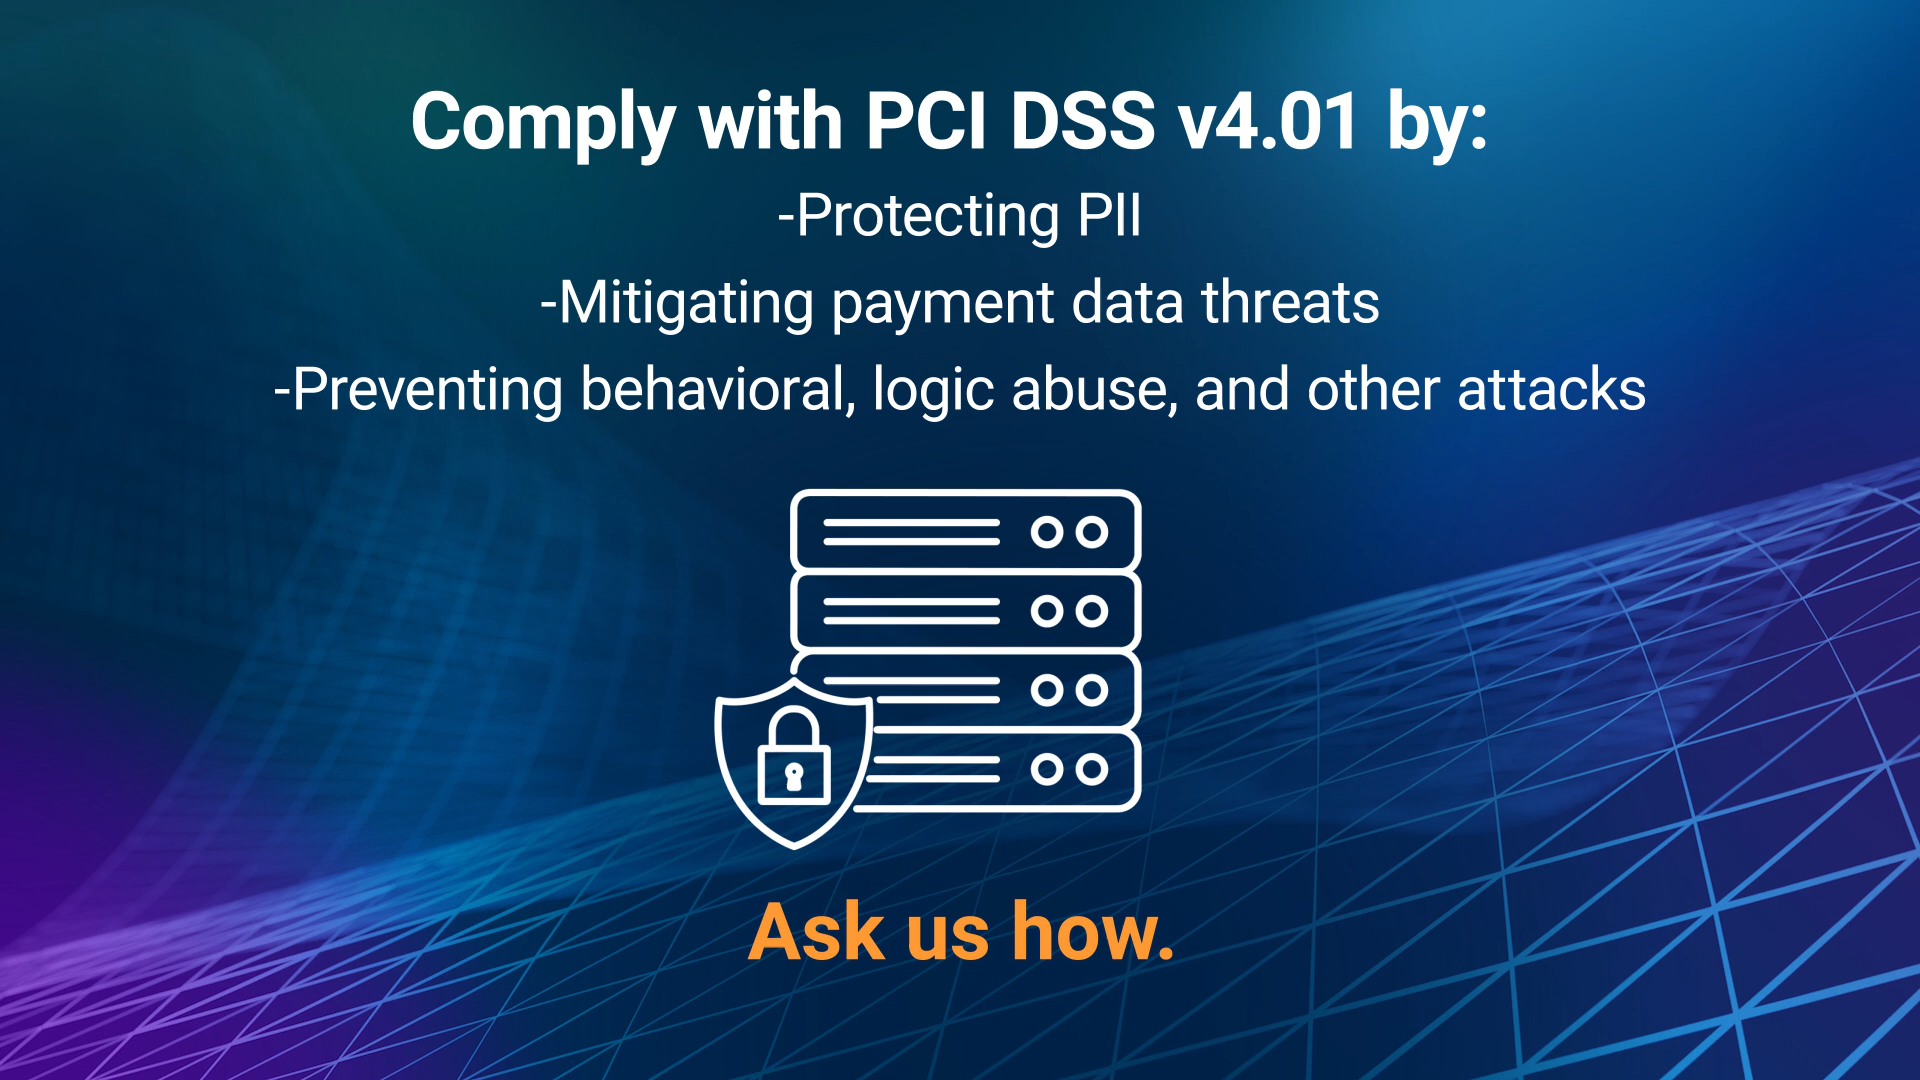 Comply with PCI DSS v4.01 by:
-Protecting PII
-Mitigating payment data threats
-Preventing behavioral, logic abuse, and other attacks
Ask us how.